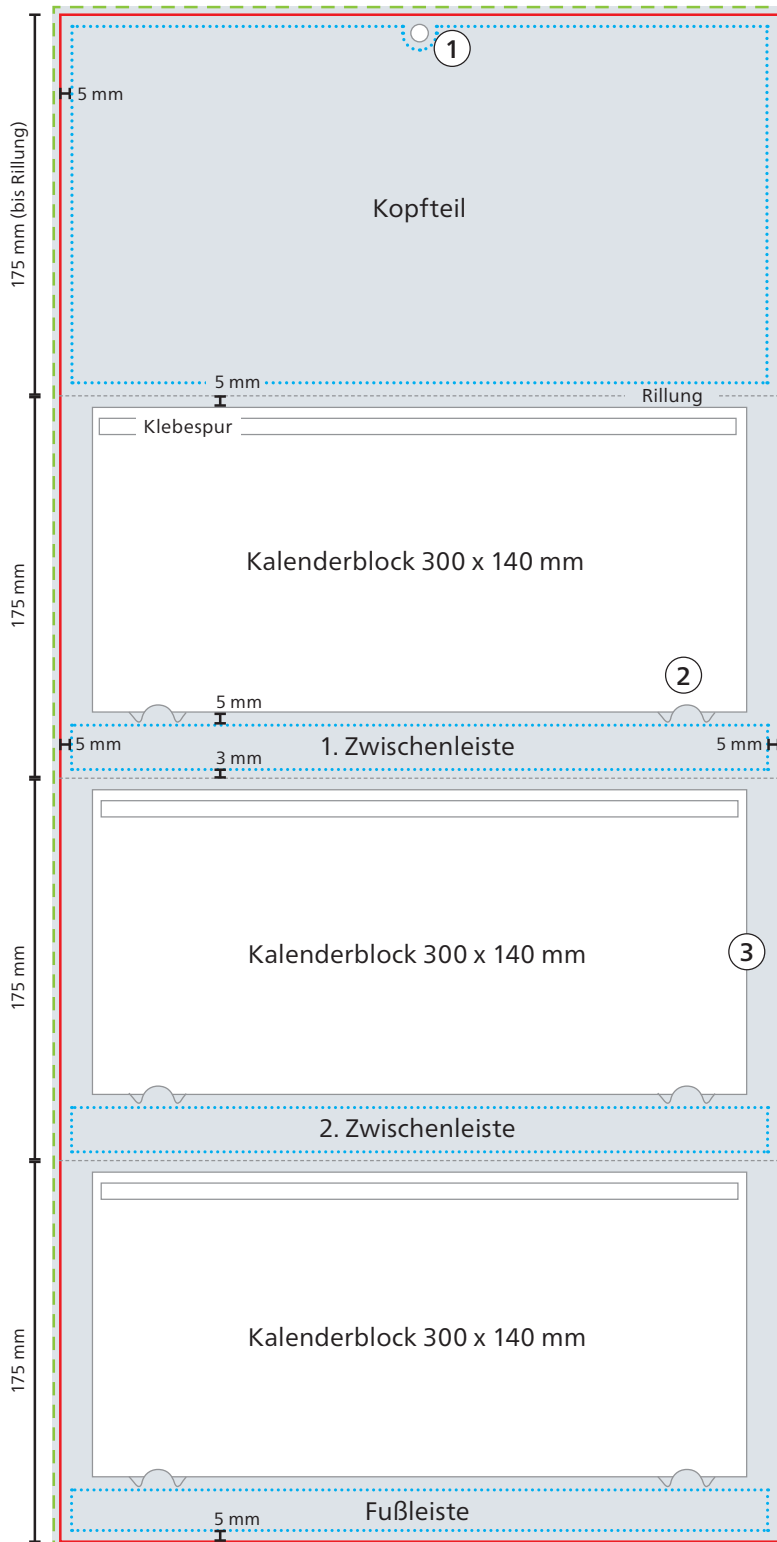 1
5 mm
175 mm (bis Rillung)
Kopfteil
5 mm
Rillung
Klebespur
Kalenderblock 300 x 140 mm
175 mm
2
5 mm
5 mm
1. Zwischenleiste
5 mm
3 mm
Kalenderblock 300 x 140 mm
3
175 mm
2. Zwischenleiste
Kalenderblock 300 x 140 mm
175 mm
Fußleiste
5 mm